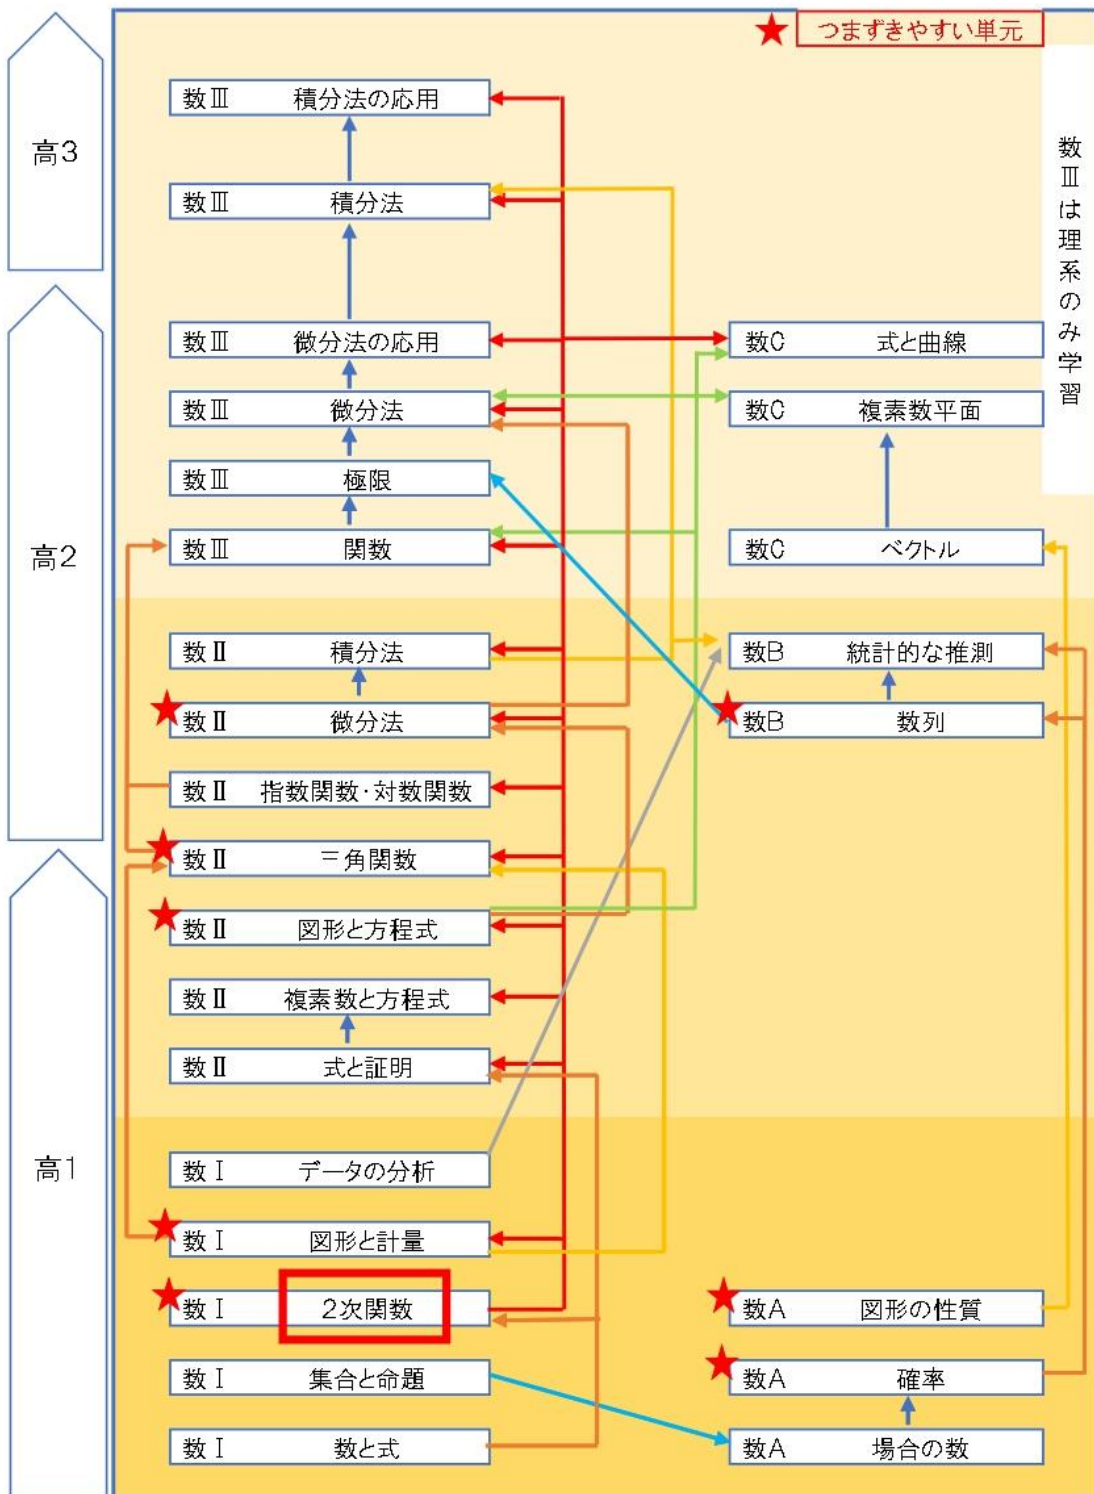 ★ つまずきやすい単元
高3
数Ⅲ 積分法の応用
数Ⅲ 積分法
数Ⅲは理系のみ学習
高2
数Ⅲ 微分法の応用
数C 式と曲線
数Ⅲ 微分法
数C 複素数平面
数Ⅲ 極限
数Ⅲ 関数
数C ベクトル
数Ⅱ 積分法
数B 統計的な推測
★ 数Ⅱ 微分法
★ 数B 数列
数Ⅱ 指数関数・対数関数
★ 数Ⅱ 三角関数
★ 数Ⅱ 図形と方程式
数Ⅱ 複素数と方程式
数Ⅱ 式と証明
高1
数Ⅰ データの分析
★ 数Ⅰ 図形と計量
★ 数Ⅰ 2次関数
★ 数A 図形の性質
数Ⅰ 集合と命題
★ 数A 確率
数Ⅰ 数と式
数A 場合の数